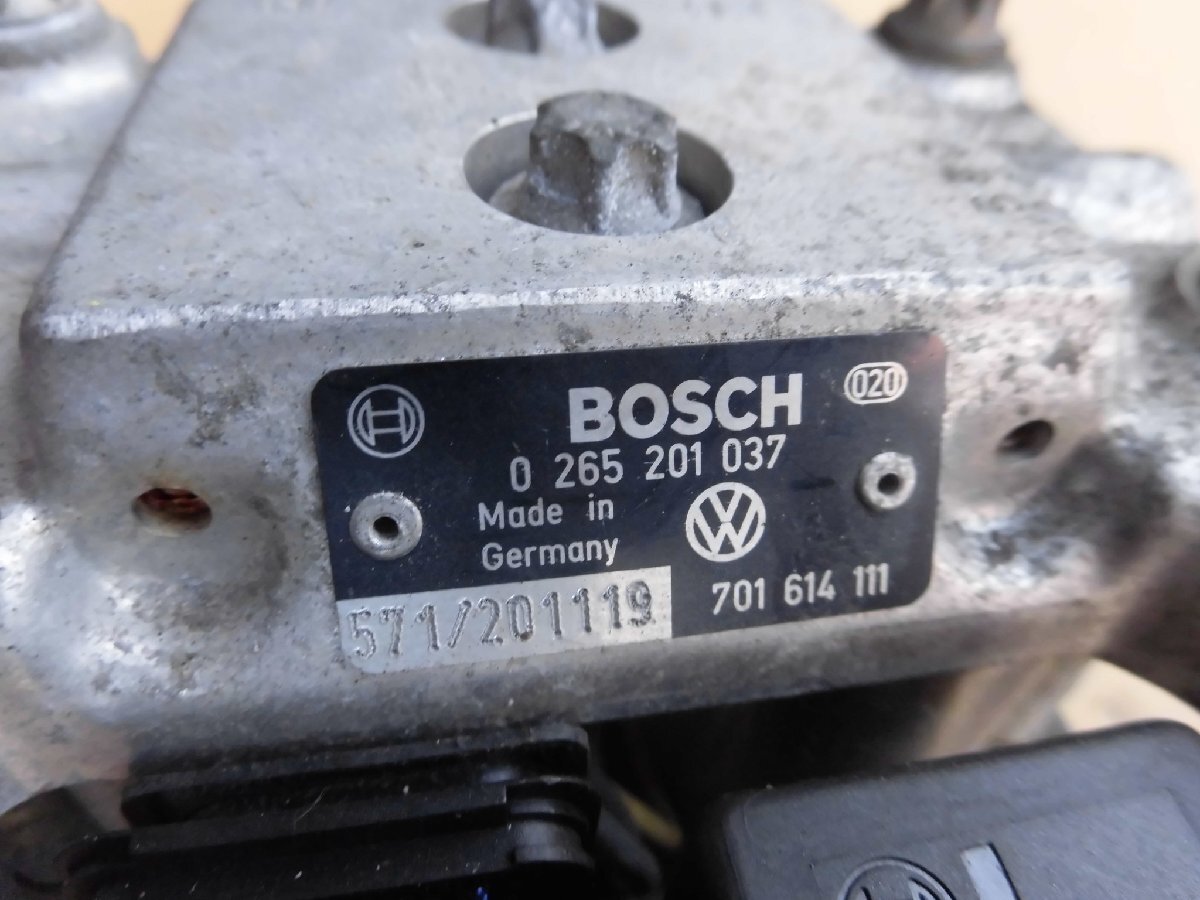 BOSCH
020
0 265 201 037
Made in
Germany
701 614 111
571/201119